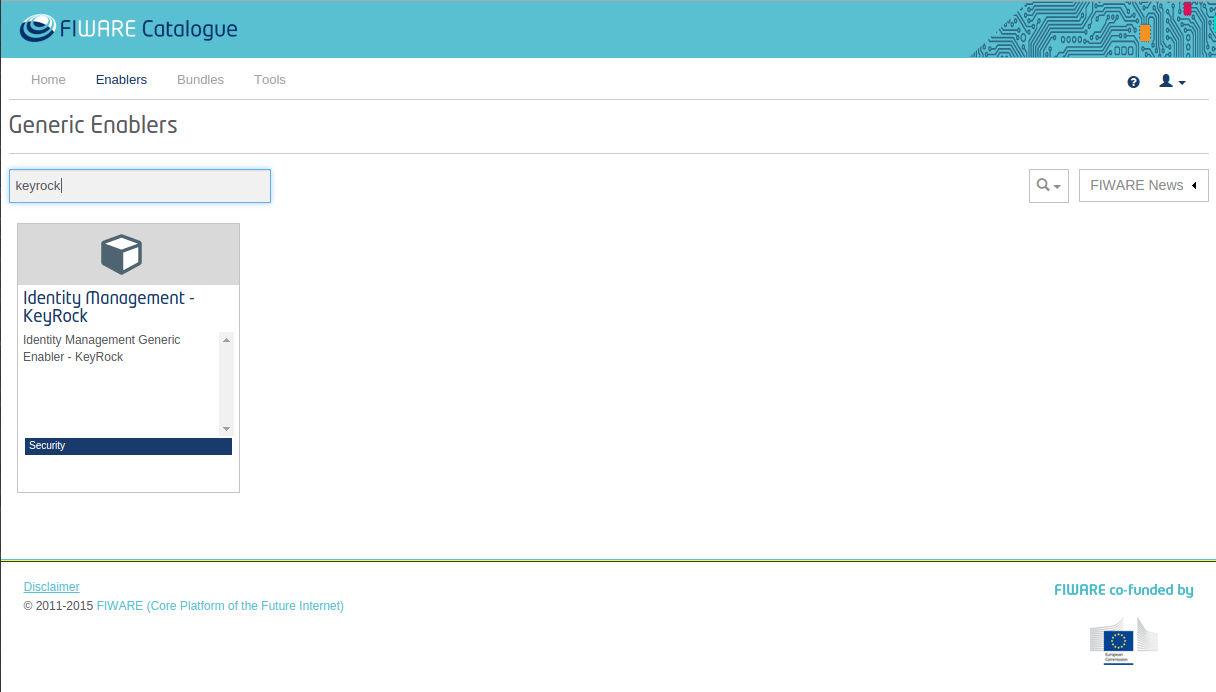 FIWARE Catalogue
Home Enablers Bundles Tools
Generic Enablers
keyrock
FIWARE News
Identity Management -
KeyRock
Identity Management Generic
Enabler - KeyRock
Security
Disclaimer
© 2011-2015 FIWARE (Core Platform of the Future Internet)
FIWARE co-funded by
European
Commission